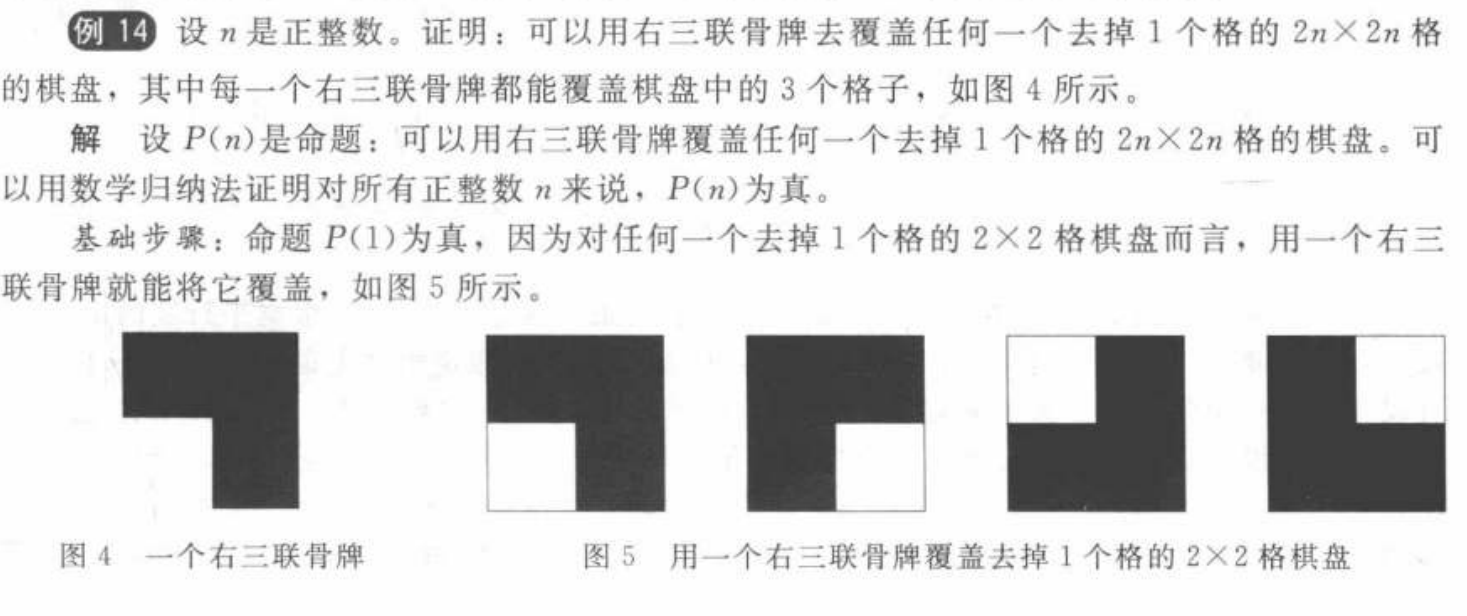 例 14 设 n 是正整数。证明：可以用右三联骨牌去覆盖任何一个去掉 1 个格的 2n×2n 格
的棋盘，其中每一个右三联骨牌都能覆盖棋盘中的 3 个格子，如图 4 所示。
解 设 P(n)是命题：可以用右三联骨牌覆盖任何一个去掉 1 个格的 2n×2n 格的棋盘。可
以用数学归纳法证明对所有正整数 n 来说，P(n)为真。
基础步骤：命题 P(1)为真，因为对任何一个去掉 1 个格的 2×2 格棋盘而言，用一个右三
联骨牌就能将它覆盖，如图 5 所示。
图 4 一个右三联骨牌
图 5 用一个右三联骨牌覆盖去掉 1 个格的 2×2 格棋盘